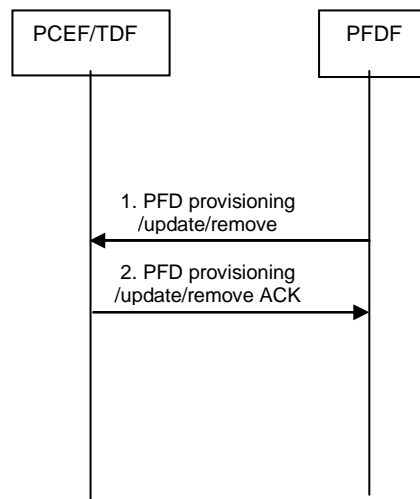 PCEF/TDF
PFDF
1. PFD provisioning
/update/remove
2. PFD provisioning
/update/remove ACK